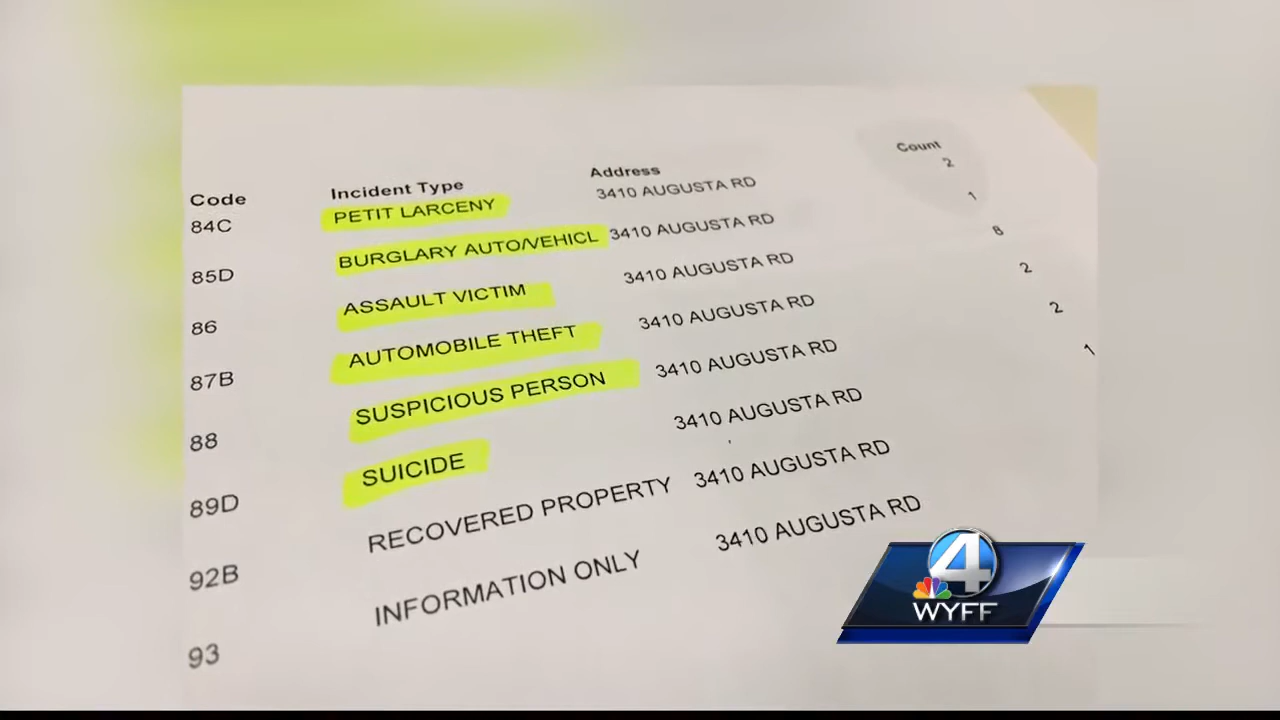 Code Incident Type Address Count
84C PETIT LARCENY 3410 AUGUSTA RD 2
85D BURGLARY AUTO/VEHICL 3410 AUGUSTA RD 1
86 ASSAULT VICTIM 3410 AUGUSTA RD 8
87B AUTOMOBILE THEFT 3410 AUGUSTA RD 2
88 SUSPICIOUS PERSON 3410 AUGUSTA RD 2
89D SUICIDE 3410 AUGUSTA RD 1
92B RECOVERED PROPERTY 3410 AUGUSTA RD
93 INFORMATION ONLY 3410 AUGUSTA RD
4
WYFF